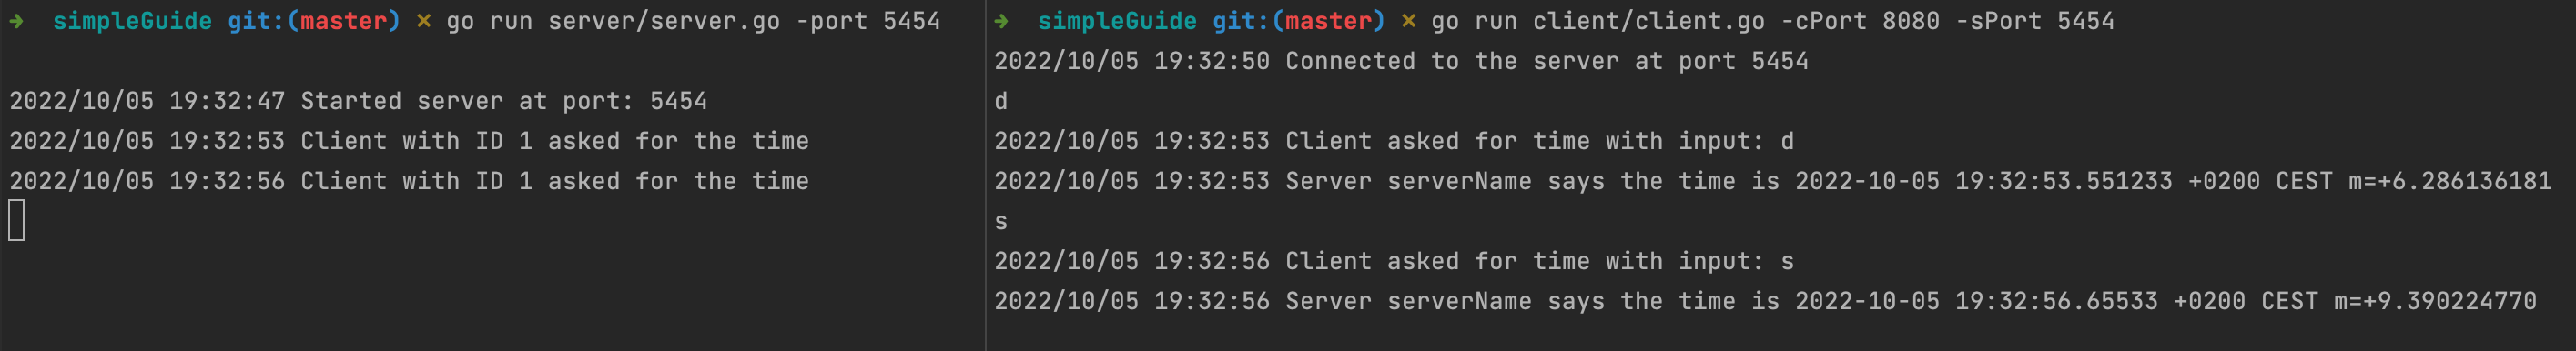 ➜  simpleGuide git:(master) ✗ go run server/server.go -port 5454
2022/10/05 19:32:47 Started server at port: 5454
2022/10/05 19:32:53 Client with ID 1 asked for the time
2022/10/05 19:32:56 Client with ID 1 asked for the time
➜  simpleGuide git:(master) ✗ go run client/client.go -cPort 8080 -sPort 5454
2022/10/05 19:32:50 Connected to the server at port 5454
d
2022/10/05 19:32:53 Client asked for time with input: d
2022/10/05 19:32:53 Server serverName says the time is 2022-10-05 19:32:53.551233 +0200 CEST m=+6.286136181
s
2022/10/05 19:32:56 Client asked for time with input: s
2022/10/05 19:32:56 Server serverName says the time is 2022-10-05 19:32:56.65533 +0200 CEST m=+9.390224770